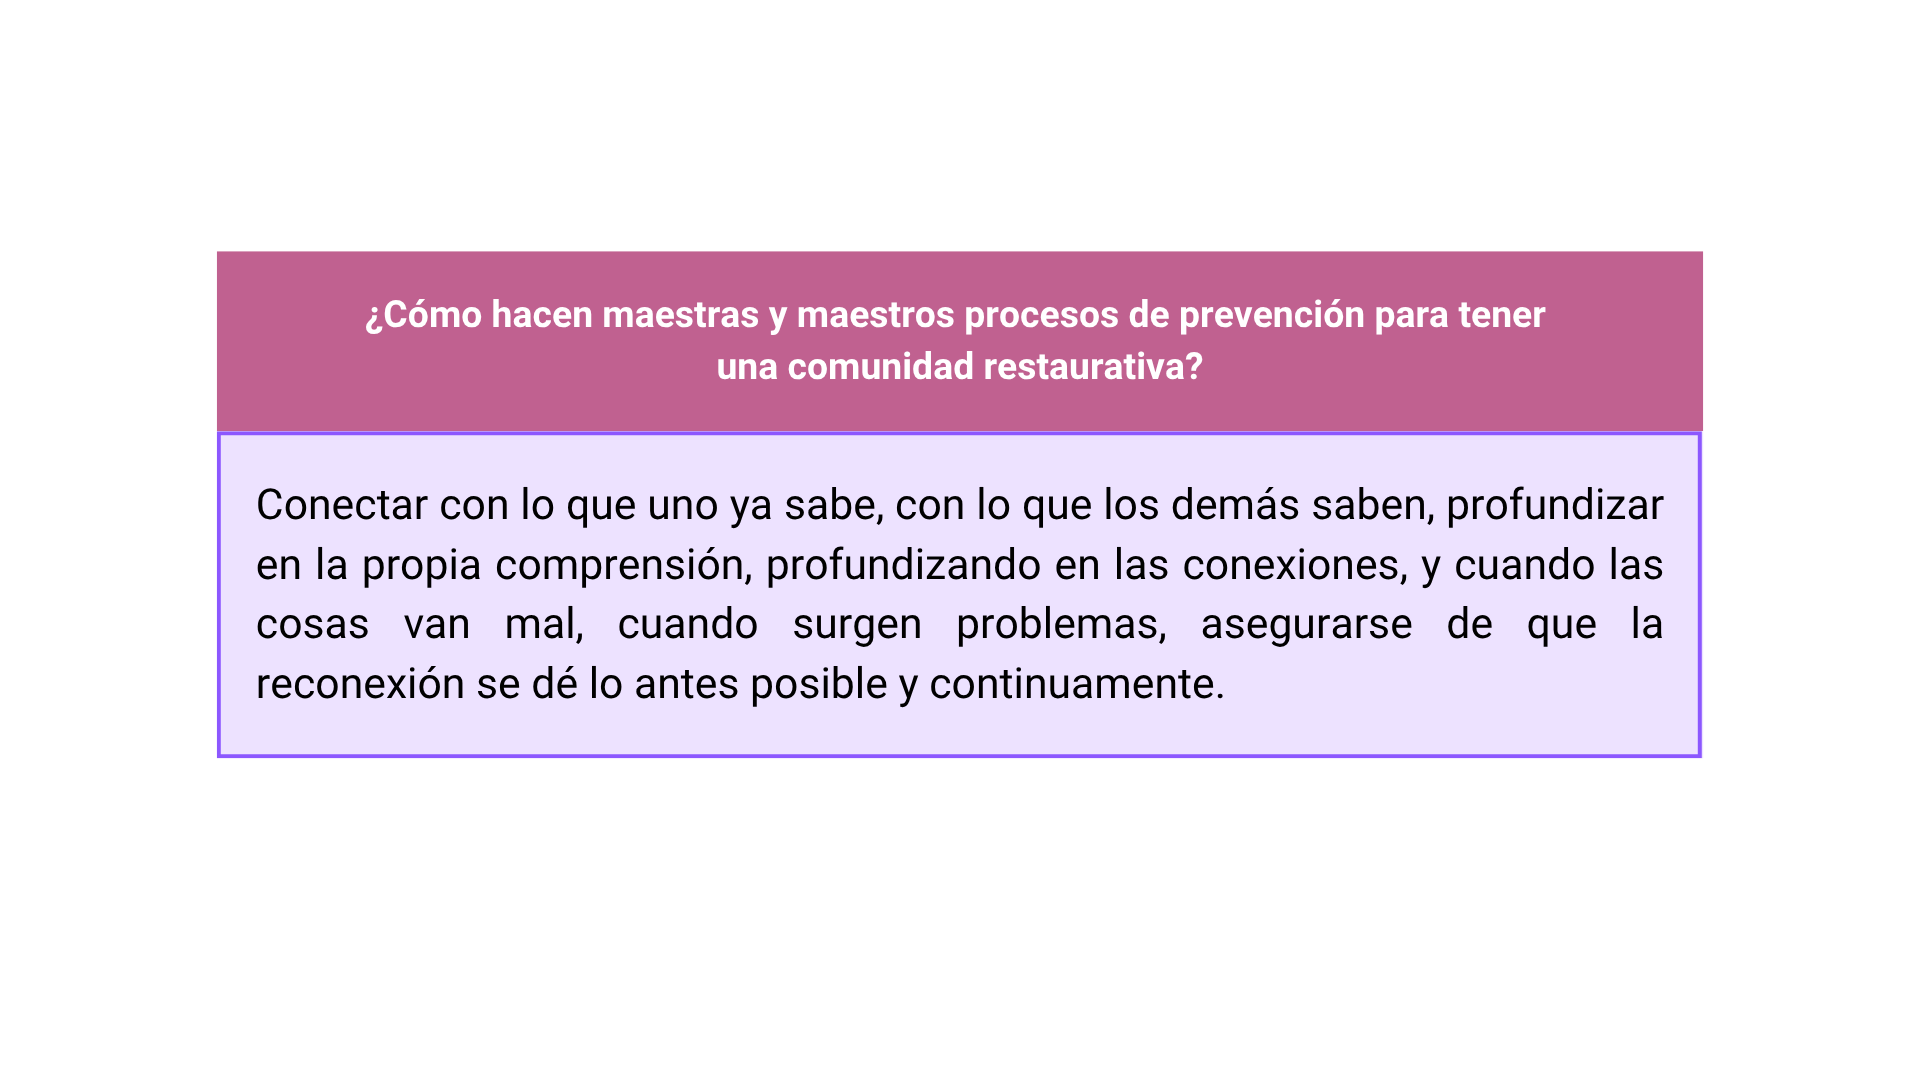 ¿Cómo hacen maestras y maestros procesos de prevención para tener
una comunidad restaurativa?
Conectar con lo que uno ya sabe, con lo que los demás saben, profundizar
en la propia comprensión, profundizando en las conexiones, y cuando las
cosas van mal, cuando surgen problemas, asegurarse de que la
reconexión se dé lo antes posible y continuamente.